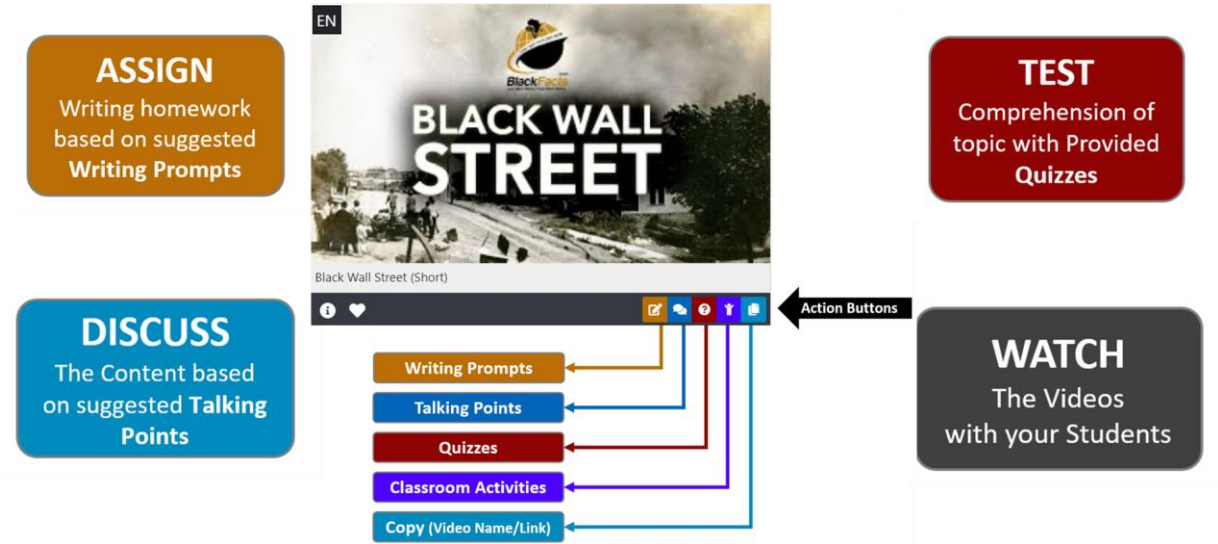 ASSIGN
Writing homework
based on suggested
Writing Prompts
DISCUSS
The Content based
on suggested Talking
Points
EN
BlackFacts
BLACK WALL
STREET
Black Wall Street (Short)
Action Buttons
Writing Prompts
Talking Points
Quizzes
Classroom Activities
Copy (Video Name/Link)
TEST
Comprehension of
topic with Provided
Quizzes
WATCH
The Videos
with your Students